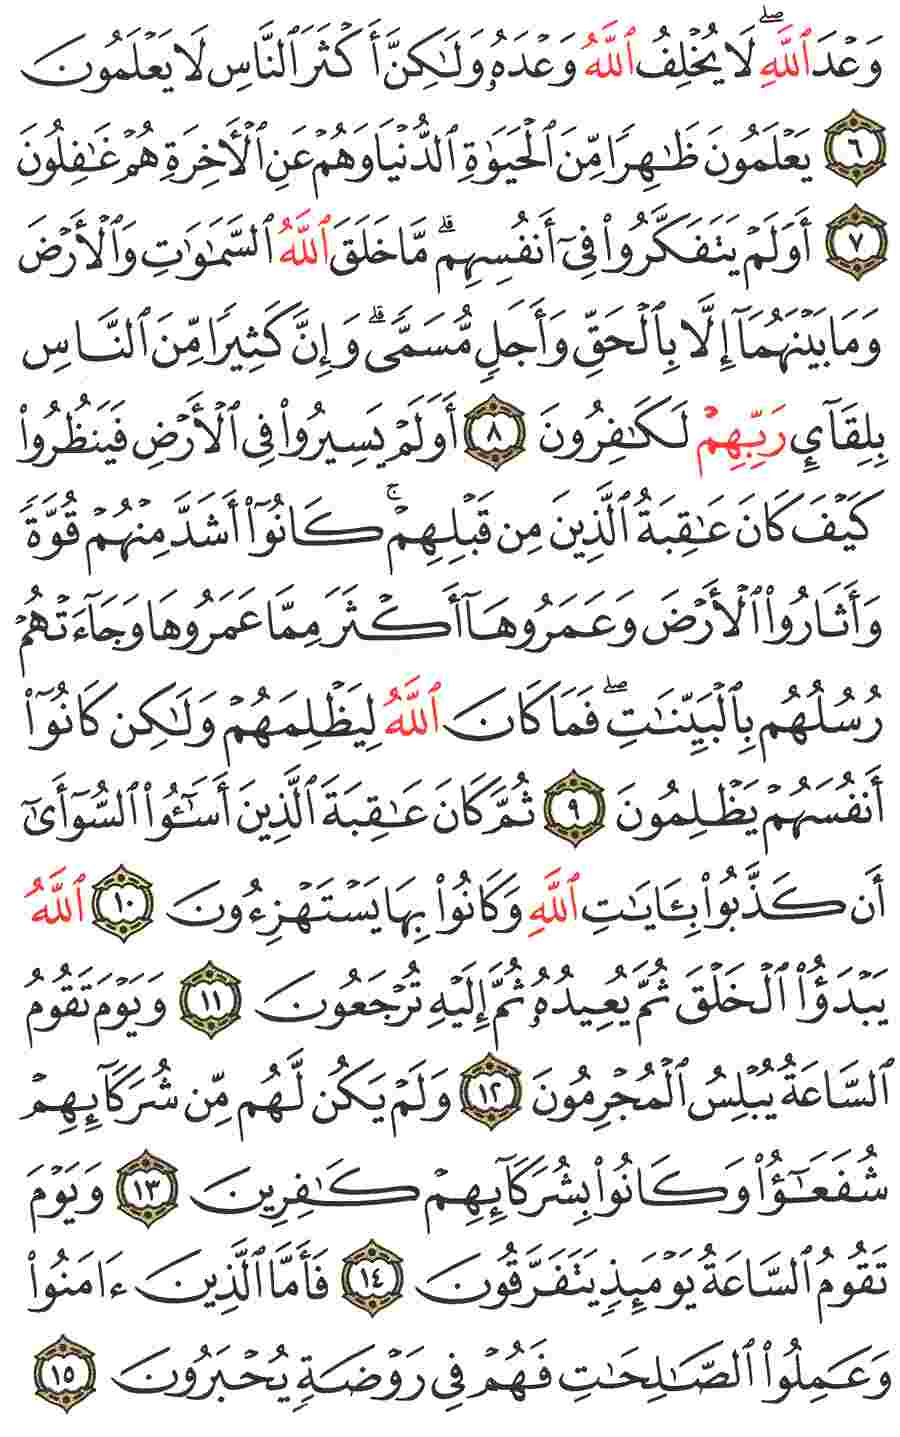 وَعْدَ ٱللَّهِۖ لَا يُخْلِفُ ٱللَّهُ وَعْدَهُۥ وَلَٰكِنَّ أَكْثَرَ ٱلنَّاسِ لَا يَعْلَمُونَ
٦ يَعْلَمُونَ ظَٰهِرًا مِّنَ ٱلْحَيَوٰةِ ٱلدُّنْيَا وَهُمْ عَنِ ٱلْأٓخِرَةِ هُمْ غَٰفِلُونَ
٧ أَوَلَمْ يَتَفَكَّرُوا۟ فِىٓ أَنفُسِهِمۗ مَّا خَلَقَ ٱللَّهُ ٱلسَّمَٰوَٰتِ وَٱلْأَرْضَ
وَمَا بَيْنَهُمَآ إِلَّا بِٱلْحَقِّ وَأَجَلٍ مُّسَمًّىۗ وَإِنَّ كَثِيرًا مِّنَ ٱلنَّاسِ
بِلِقَآئِ رَبِّهِمْ لَكَٰفِرُونَ ٨ أَوَلَمْ يَسِيرُوا۟ فِى ٱلْأَرْضِ فَيَنظُرُوا۟
كَيْفَ كَانَ عَٰقِبَةُ ٱلَّذِينَ مِن قَبْلِهِمْۚ كَانُوٓا۟ أَشَدَّ مِنْهُمْ قُوَّةً
وَأَثَارُوا۟ ٱلْأَرْضَ وَعَمَرُوهَآ أَكْثَرَ مِمَّا عَمَرُوهَا وَجَآءَتْهُمْ
رُسُلُهُم بِٱلْبَيِّنَٰتِۖ فَمَا كَانَ ٱللَّهُ لِيَظْلِمَهُمْ وَلَٰكِن كَانُوٓا۟
أَنفُسَهُمْ يَظْلِمُونَ ٩ ثُمَّ كَانَ عَٰقِبَةَ ٱلَّذِينَ أَسَٰٓـُٔوا۟ ٱلسُّوٓأَىٰٓ
أَن كَذَّبُوا۟ بِـَٔايَٰتِ ٱللَّهِ وَكَانُوا۟ بِهَا يَسْتَهْزِءُونَ ١٠ ٱللَّهُ
يَبْدَؤُا۟ ٱلْخَلْقَ ثُمَّ يُعِيدُهُۥ ثُمَّ إِلَيْهِ تُرْجَعُونَ ١١ وَيَوْمَ تَقُومُ
ٱلسَّاعَةُ يُبْلِسُ ٱلْمُجْرِمُونَ ١٢ وَلَمْ يَكُن لَّهُم مِّن شُرَكَآئِهِمْ
شُفَعَٰٓؤُا۟ وَكَانُوا۟ بِشُرَكَآئِهِمْ كَٰفِرِينَ ١٣ وَيَوْمَ
تَقُومُ ٱلسَّاعَةُ يَوْمَئِذٍ يَتَفَرَّقُونَ ١٤ فَأَمَّا ٱلَّذِينَ ءَامَنُوا۟
وَعَمِلُوا۟ ٱلصَّٰلِحَٰتِ فَهُمْ فِى رَوْضَةٍ يُحْبَرُونَ ١٥